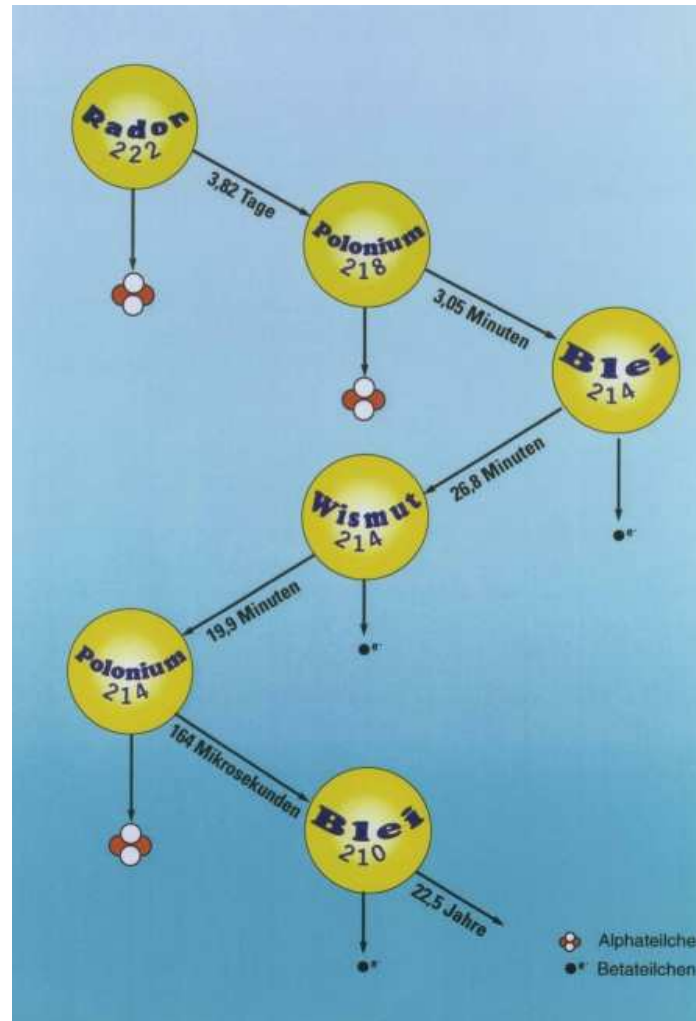 Radon
222
3,82 Tage
Polonium
218
3,05 Minuten
Blei
214
26,8 Minuten
Wismut
214
e-
19,9 Minuten
e-
Polonium
214
164 Mikrosekunden
Blei
210
22,5 Jahre
Alphateilche
e-
e- Betateilchen